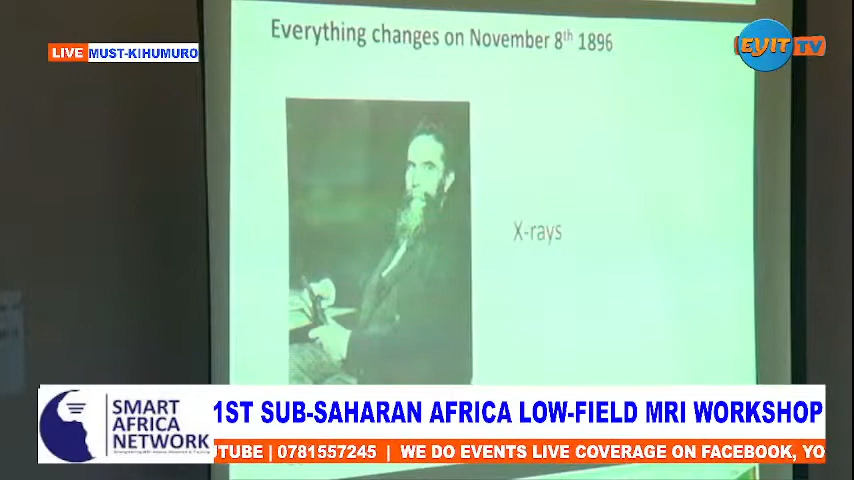 Everything changes on November 8th 1896
LIVE MUST-KIHUMURO
EYIT TV
X-rays
SMART
AFRICA
NETWORK
1ST SUB-SAHARAN AFRICA LOW-FIELD MRI WORKSHOP
UTUBE | 0781557245 | WE DO EVENTS LIVE COVERAGE ON FACEBOOK, YO